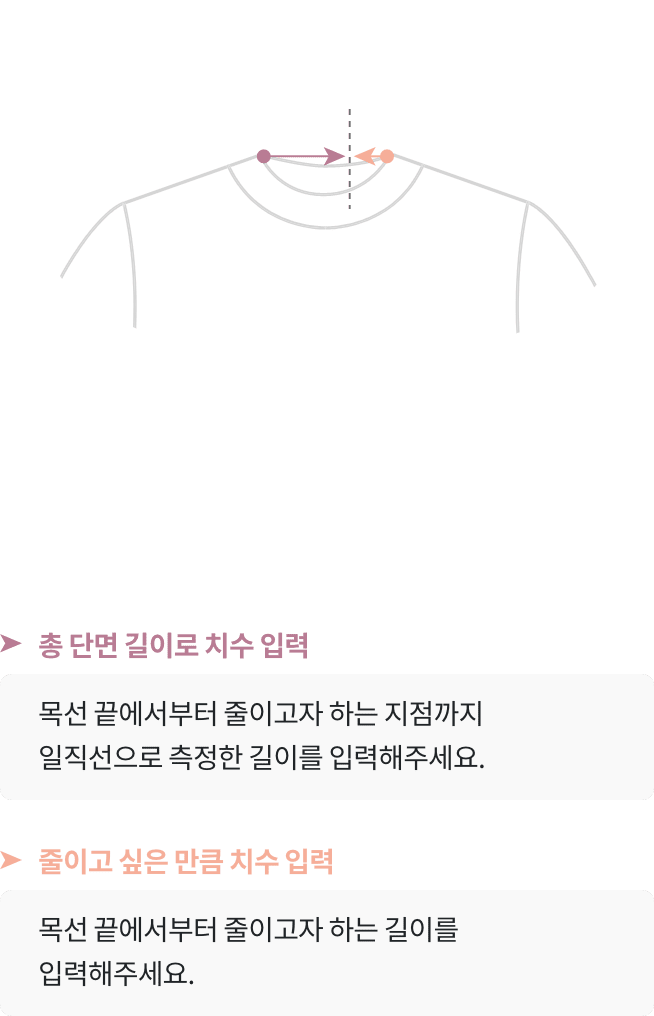 총 단면 길이로 치수 입력
목선 끝에서부터 줄이고자 하는 지점까지
일직선으로 측정한 길이를 입력해주세요.
줄이고 싶은 만큼 치수 입력
목선 끝에서부터 줄이고자 하는 길이를
입력해주세요.